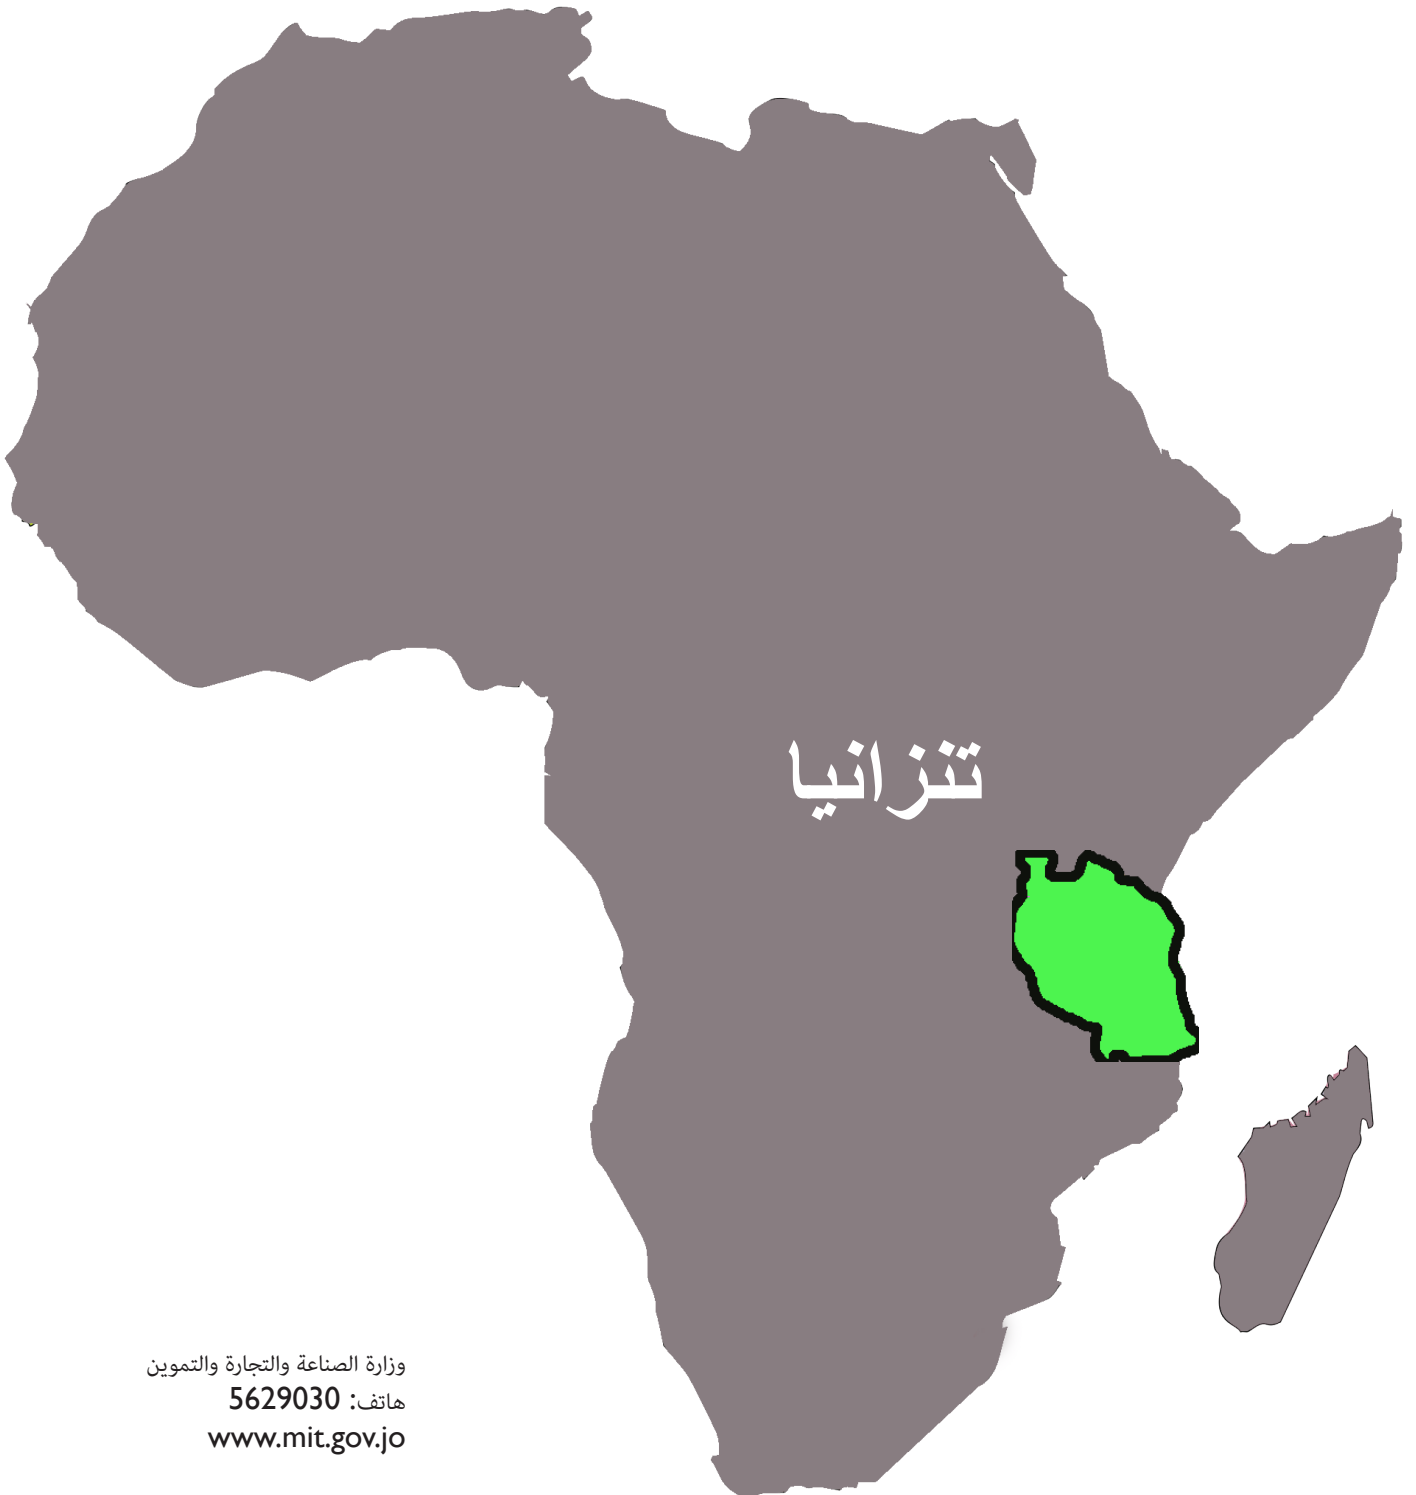 تنزانيا
وزارة الصناعة والتجارة والتموين
هاتف: 5629030
www.mit.gov.jo